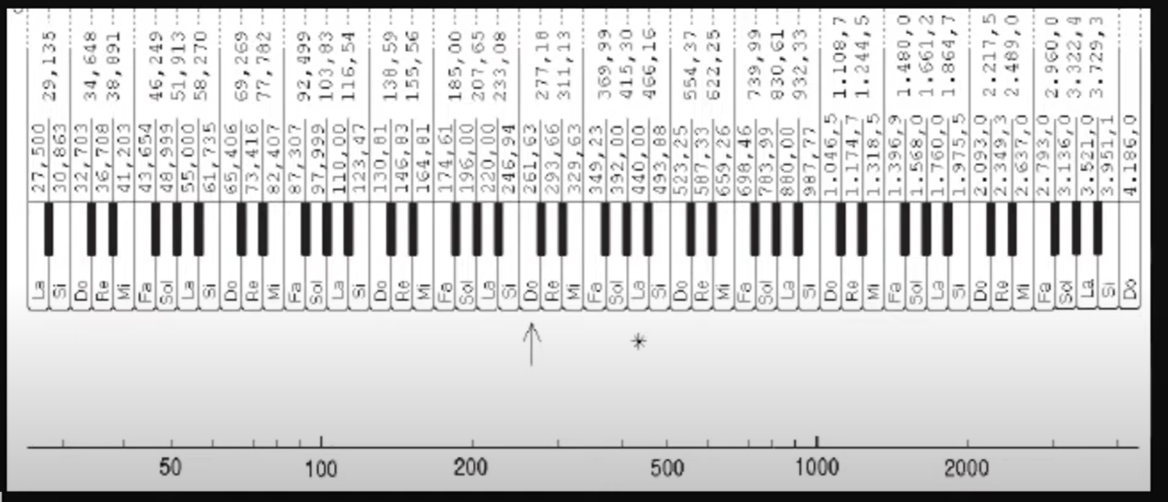 29,135 34,648 38,891 46,249 51,913 58,270 69,269 77,782 92,499 103,83 116,54 138,59 155,56 185,00 207,65 233,08 277,18 311,13 369,99 415,30 466,16 554,37 622,25 739,99 830,61 932,33 1.108,7 1.244,5 1.480,0 1.661,2 1.864,7 2.217,5 2.489,0 2.960,0 3.322,4 3.729,3
27,500 30,863 32,703 36,708 41,203 43,654 48,999 55,000 61,735 65,406 73,416 82,407 87,307 97,999 110,00 123,47 130,81 146,83 164,81 174,61 196,00 220,00 246,94 261,63 293,66 329,63 349,23 392,00 440,00 493,88 523,25 587,33 659,26 698,46 783,99 880,00 987,77 1.046,5 1.174,7 1.318,5 1.396,9 1.568,0 1.760,0 1.975,5 2.093,0 2.349,3 2.637,0 2.793,0 3.136,0 3.521,0 3.951,1 4.186,0
La Si Do Re Mi Fa Sol La Si Do Re Mi Fa Sol La Si Do Re Mi Fa Sol La Si Do Re Mi Fa Sol La Si Do Re Mi Fa Sol La Si Do Re Mi Fa Sol La Si Do Re Mi Fa Sol La Si Do
*
50 100 200 500 1000 2000